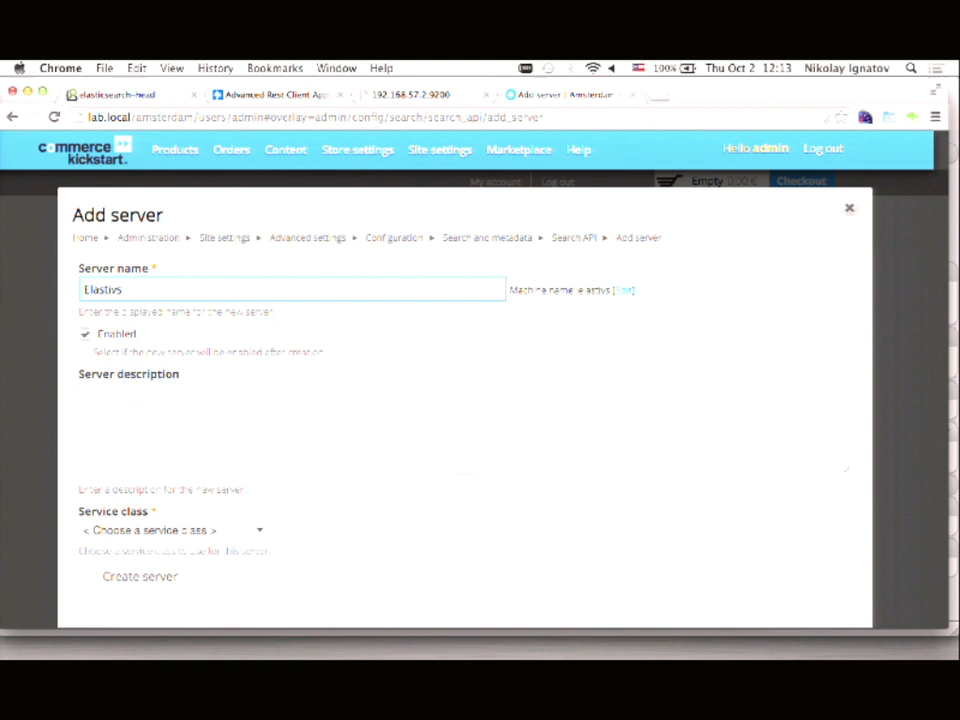 Chrome File Edit View History Bookmarks Window Help 100% Thu Oct 2 12:13 Nikolay Ignatov
elasticsearch-head × Advanced Rest Client App × 192.168.57.2:9200 × Add server | Amsterdam ×
lab.local/amsterdam/users/admin#overlay=admin/config/search/search_api/add_server
commerce kickstart. Products Orders Content Store settings Site settings Marketplace Help Hello admin Log out
My account Log out Empty 0.00 € Checkout
Add server
Home ▸ Administration ▸ Site settings ▸ Advanced settings ▸ Configuration ▸ Search and metadata ▸ Search API ▸ Add server
Server name *
Elastivs Machine name: elastivs [Edit]
Enter the displayed name for the new server.
Enabled
Select if the new server will be enabled after creation.
Server description
Enter a description for the new server.
Service class *
< Choose a service class >
Choose a service class to use for this server.
Create server